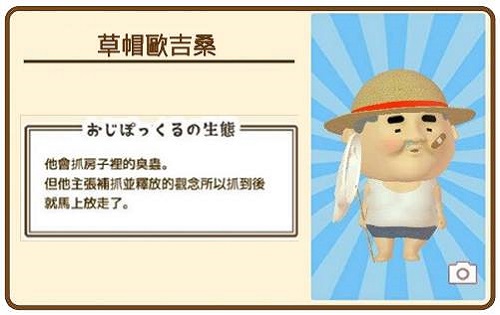 草帽歐吉桑
おじぽっくるの生態
他會抓房子裡的臭蟲。
但他主張補抓並釋放的觀念所以抓到後
就馬上放走了。